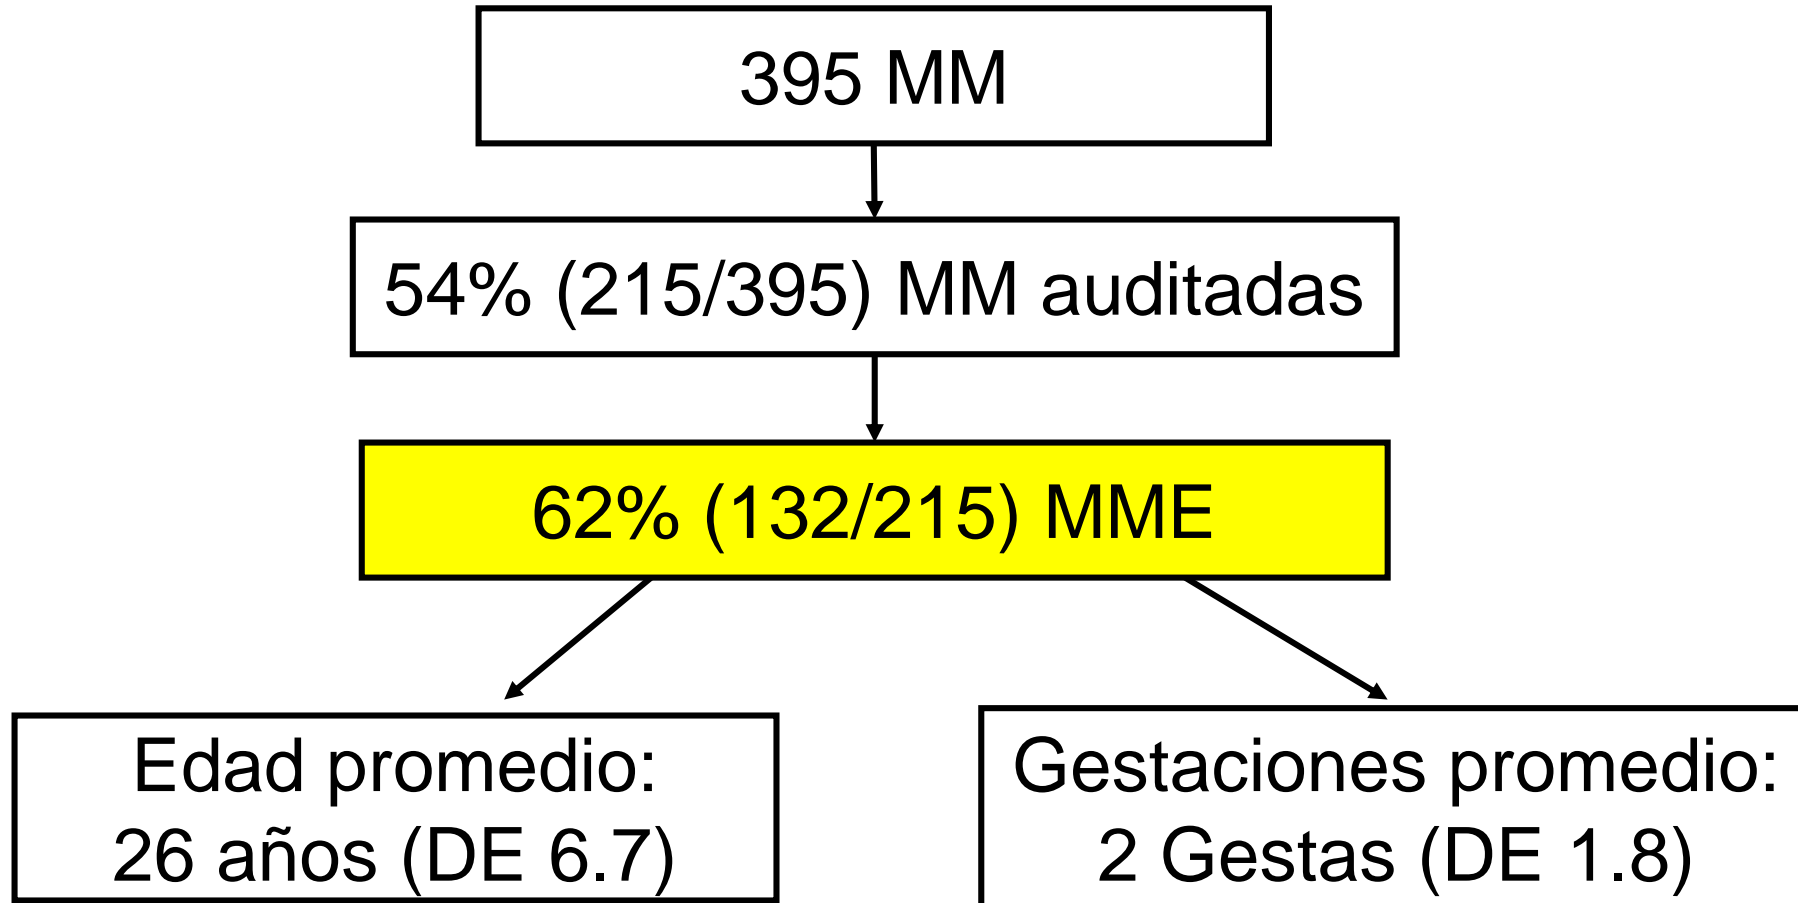 395 MM
54% (215/395) MM auditadas
62% (132/215) MME
Edad promedio:
26 años (DE 6.7)
Gestaciones promedio:
2 Gestas (DE 1.8)